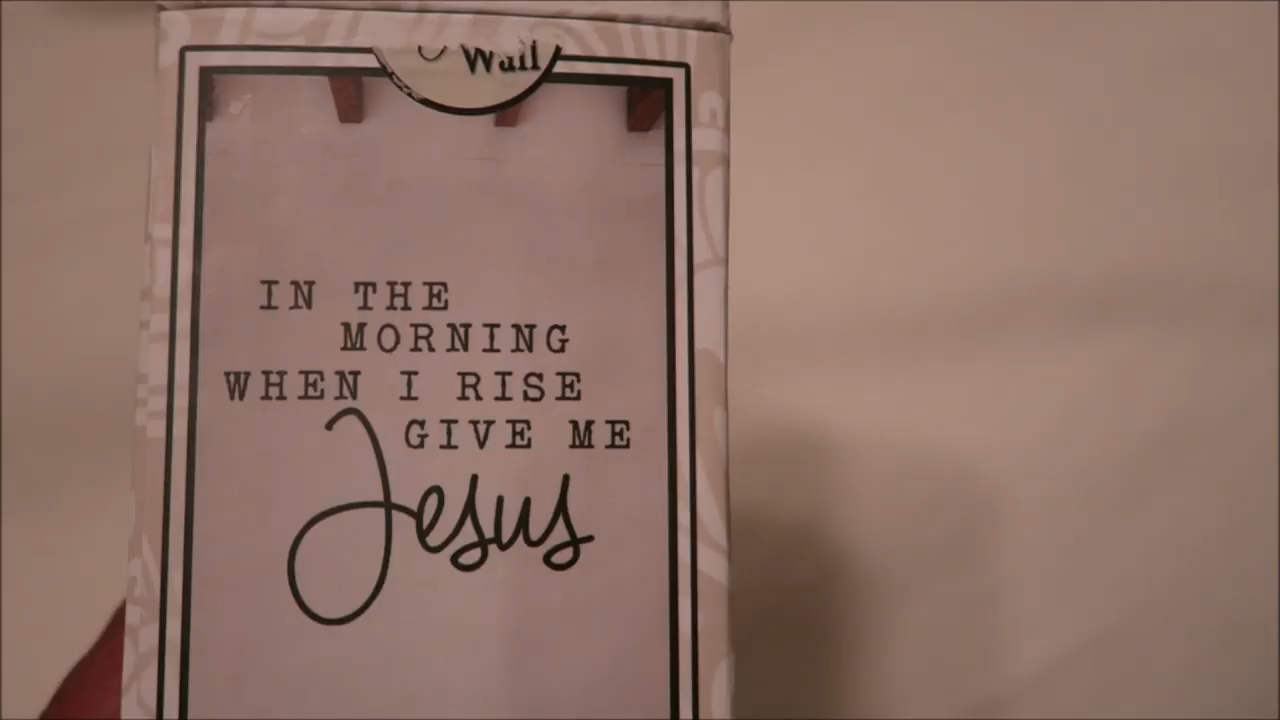 Wall
IN THE
MORNING
WHEN I RISE
GIVE ME
Jesus